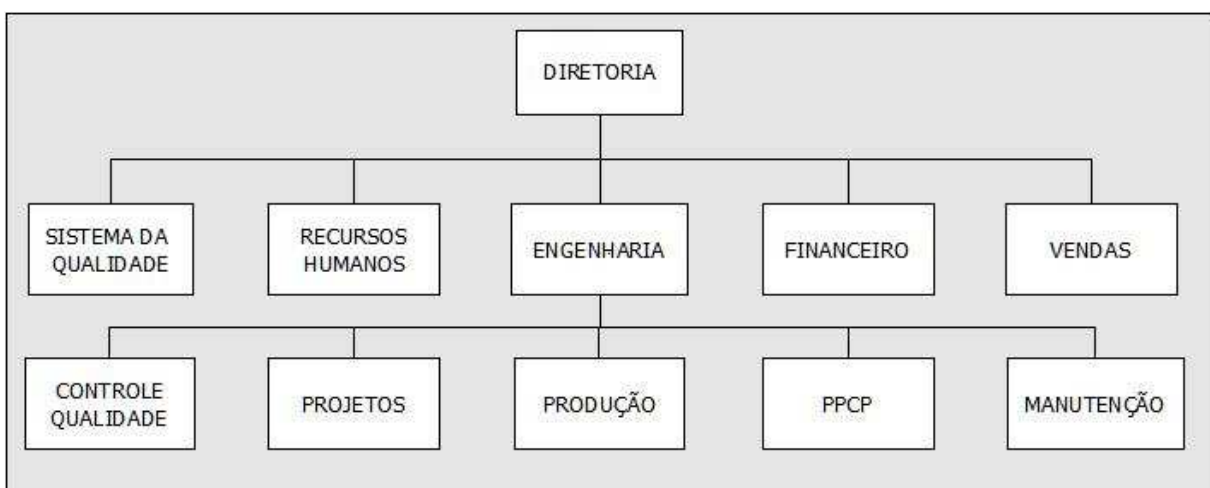 DIRETORIA
SISTEMA DA
QUALIDADE
RECURSOS
HUMANOS
ENGENHARIA
FINANCEIRO
VENDAS
CONTROLE
QUALIDADE
PROJETOS
PRODUÇÃO
PPCP
MANUTENÇÃO